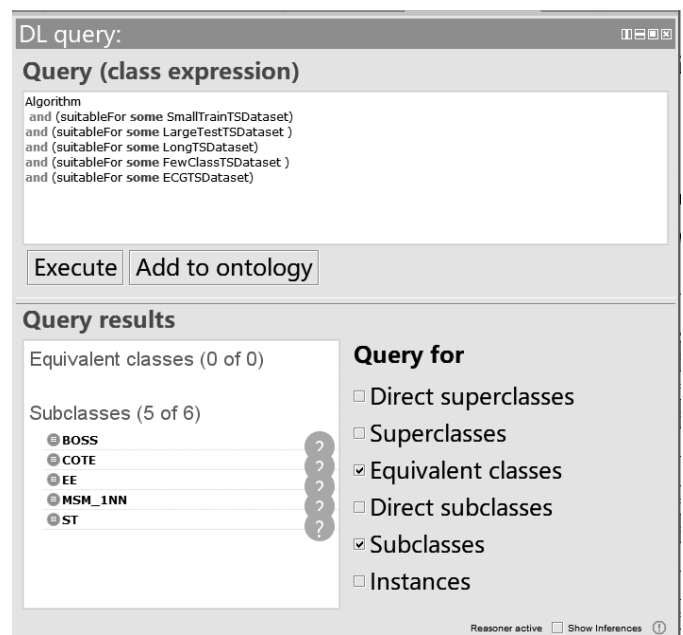 DL query:
Query (class expression)
Algorithm
and (suitableFor some SmallTrainTSDataset)
and (suitableFor some LargeTestTSDataset )
and (suitableFor some LongTSDataset)
and (suitableFor some FewClassTSDataset )
and (suitableFor some ECGTSDataset)
Execute Add to ontology
Query results
Equivalent classes (0 of 0)
Subclasses (5 of 6)
BOSS ?
COTE ?
EE ?
MSM_1NN ?
ST ?
Query for
Direct superclasses
Superclasses
Equivalent classes
Direct subclasses
Subclasses
Instances
Reasoner active Show Inferences